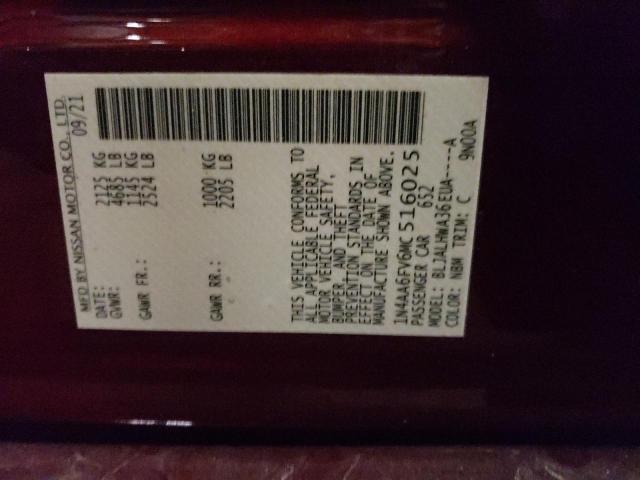 MFD BY NISSAN MOTOR CO., LTD.
DATE: 09/21
GVWR: 2125 KG
4685 LB
GAWR FR.: 1145 KG
2524 LB
GAWR RR.: 1000 KG
2205 LB
THIS VEHICLE CONFORMS TO
ALL APPLICABLE FEDERAL
MOTOR VEHICLE SAFETY,
BUMPER, AND THEFT
PREVENTION STANDARDS IN
EFFECT ON THE DATE OF
MANUFACTURE SHOWN ABOVE.
1N4AA6FV6MC516025
PASSENGER CAR 652
MODEL: BLJALHWA36EUA-----A
COLOR: NBM TRIM: C 9N00A